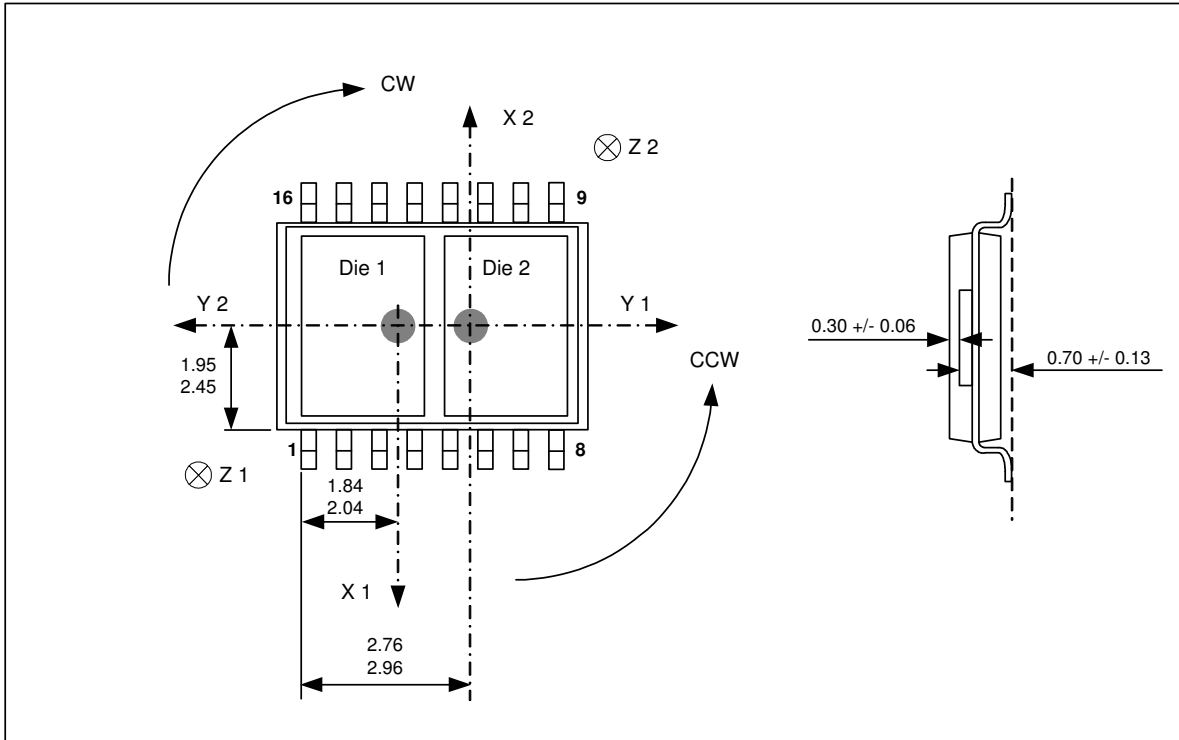 CW
X 2
Z 2
16
9
Die 1
Die 2
Y 2
Y 1
1.95
2.45
CCW
1
8
Z 1
1.84
2.04
X 1
2.76
2.96
0.30 +/- 0.06
0.70 +/- 0.13